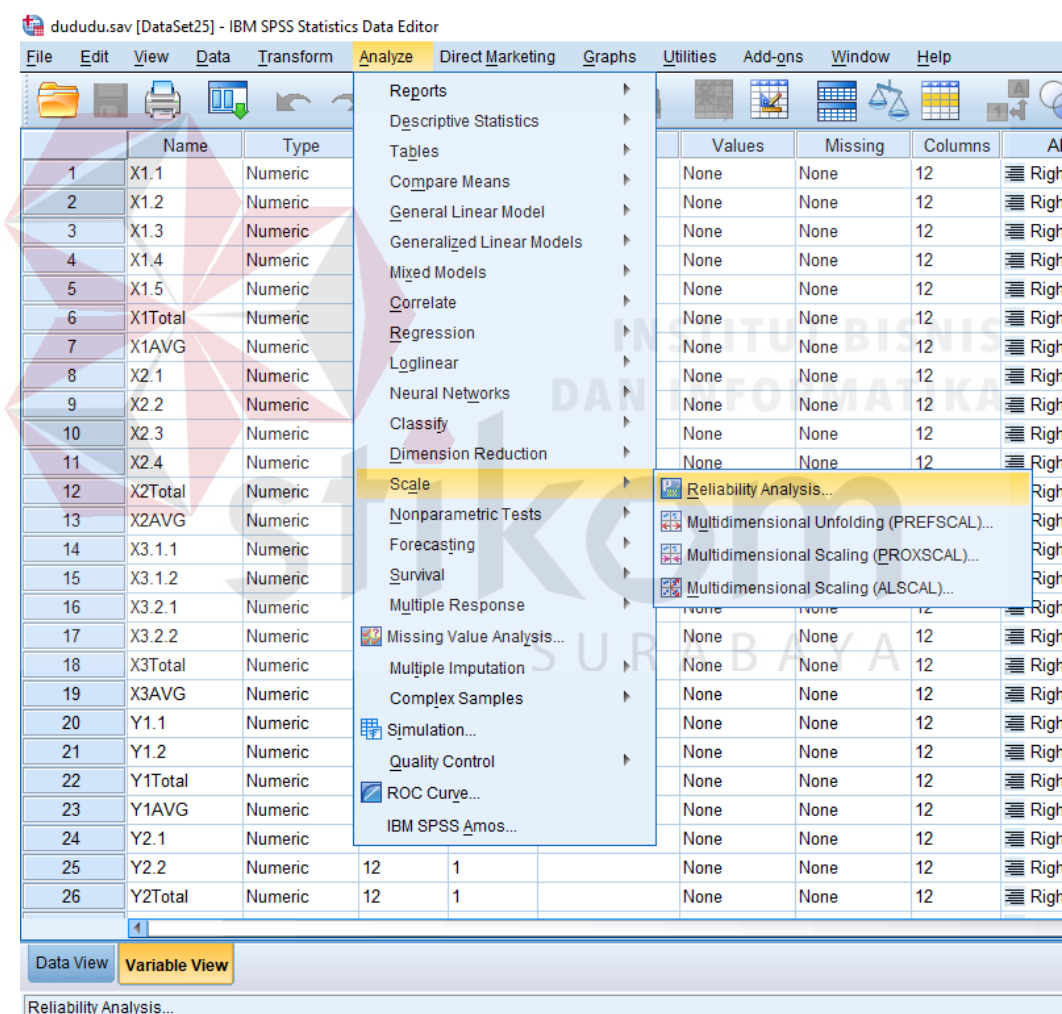 dududu.sav [DataSet25] - IBM SPSS Statistics Data Editor
File Edit View Data Transform Analyze Direct Marketing Graphs Utilities Add-ons Window Help
Name Type Values Missing Columns Al
1 X1.1 Numeric None None 12 Righ
2 X1.2 Numeric None None 12 Righ
3 X1.3 Numeric None None 12 Righ
4 X1.4 Numeric None None 12 Righ
5 X1.5 Numeric None None 12 Righ
6 X1Total Numeric None None 12 Righ
7 X1AVG Numeric None None 12 Righ
8 X2.1 Numeric None None 12 Righ
9 X2.2 Numeric None None 12 Righ
10 X2.3 Numeric None None 12 Righ
11 X2.4 Numeric None None 12 Righ
12 X2Total Numeric Righ
13 X2AVG Numeric Righ
14 X3.1.1 Numeric Righ
15 X3.1.2 Numeric Righ
16 X3.2.1 Numeric None None 12 Righ
17 X3.2.2 Numeric None None 12 Righ
18 X3Total Numeric None None 12 Righ
19 X3AVG Numeric None None 12 Righ
20 Y1.1 Numeric None None 12 Righ
21 Y1.2 Numeric None None 12 Righ
22 Y1Total Numeric None None 12 Righ
23 Y1AVG Numeric None None 12 Righ
24 Y2.1 Numeric None None 12 Righ
25 Y2.2 Numeric 12 1 None None 12 Righ
26 Y2Total Numeric 12 1 None None 12 Righ
Reports
Descriptive Statistics
Tables
Compare Means
General Linear Model
Generalized Linear Models
Mixed Models
Correlate
Regression
Loglinear
Neural Networks
Classify
Dimension Reduction
Scale
Nonparametric Tests
Forecasting
Survival
Multiple Response
Missing Value Analysis...
Multiple Imputation
Complex Samples
Simulation...
Quality Control
ROC Curve...
IBM SPSS Amos...
Reliability Analysis...
Multidimensional Unfolding (PREFSCAL)...
Multidimensional Scaling (PROXSCAL)...
Multidimensional Scaling (ALSCAL)...
INSTITUT BISNIS
DAN INFORMATIKA
stikom
SURABAYA
Data View Variable View
Reliability Analysis...